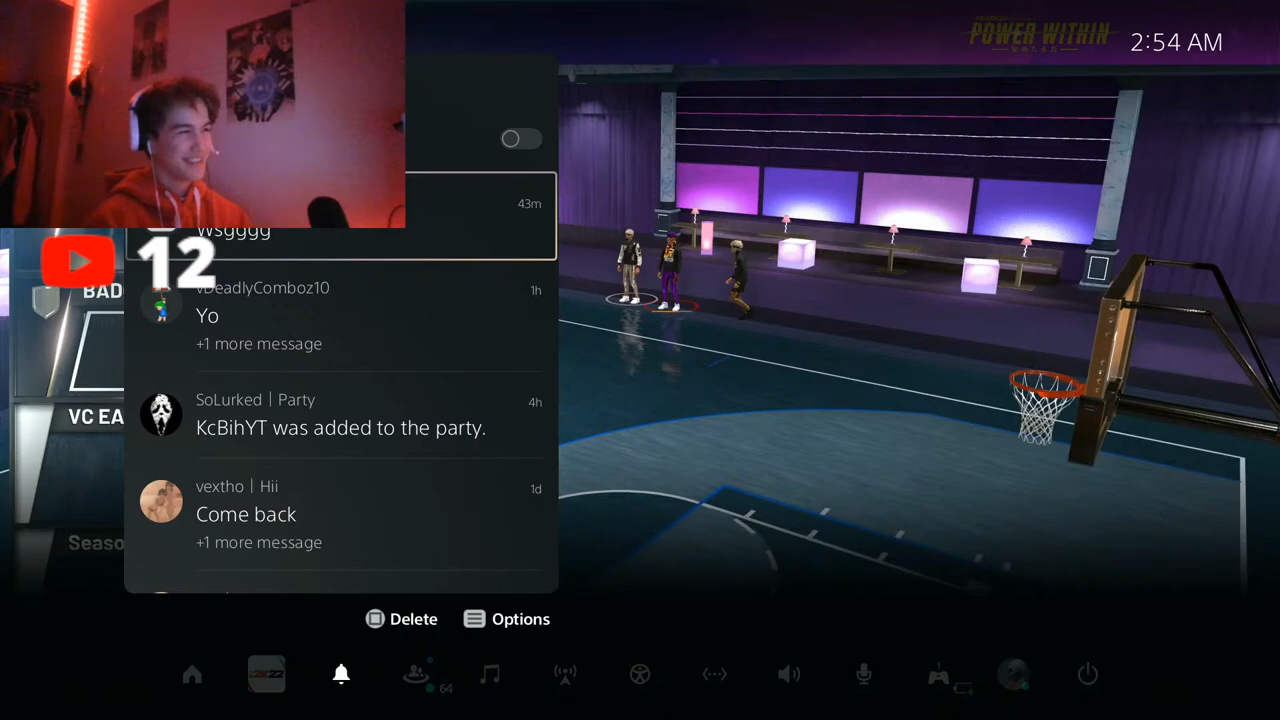 POWER WITHIN
2:54 AM
43m
Wsgggg
12
BAD
vDeadlyComboz10
1h
Yo
+1 more message
SoLurked | Party
4h
VC EA
KcBihYT was added to the party.
vextho | Hii
1d
Come back
+1 more message
Seaso
Delete
Options
2K22
64